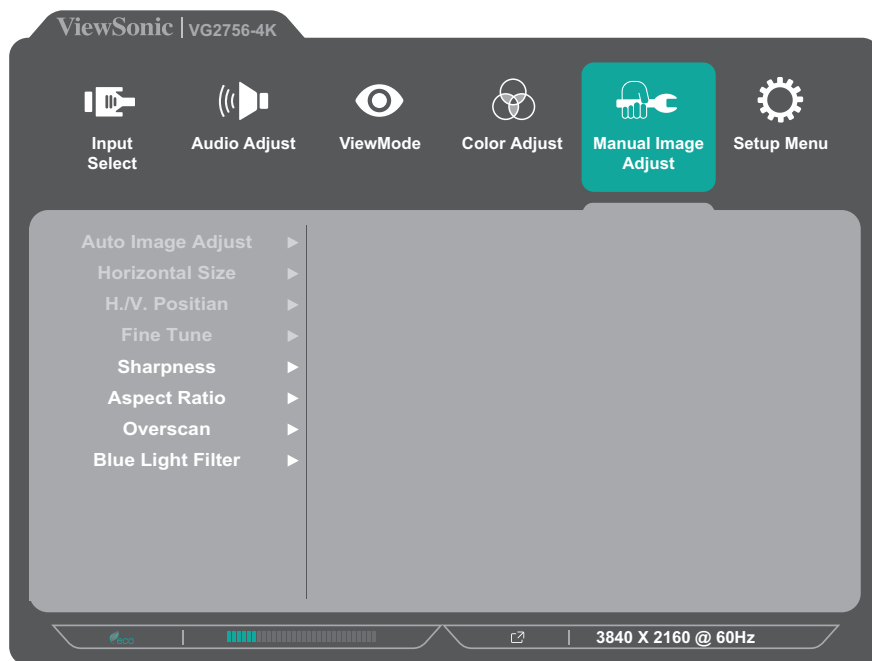 ViewSonic | VG2756-4K
Input Select
Audio Adjust
ViewMode
Color Adjust
Manual Image Adjust
Setup Menu
Auto Image Adjust
Horizontal Size
H./V. Positian
Fine Tune
Sharpness
Aspect Ratio
Overscan
Blue Light Filter
eco
3840 X 2160 @ 60Hz